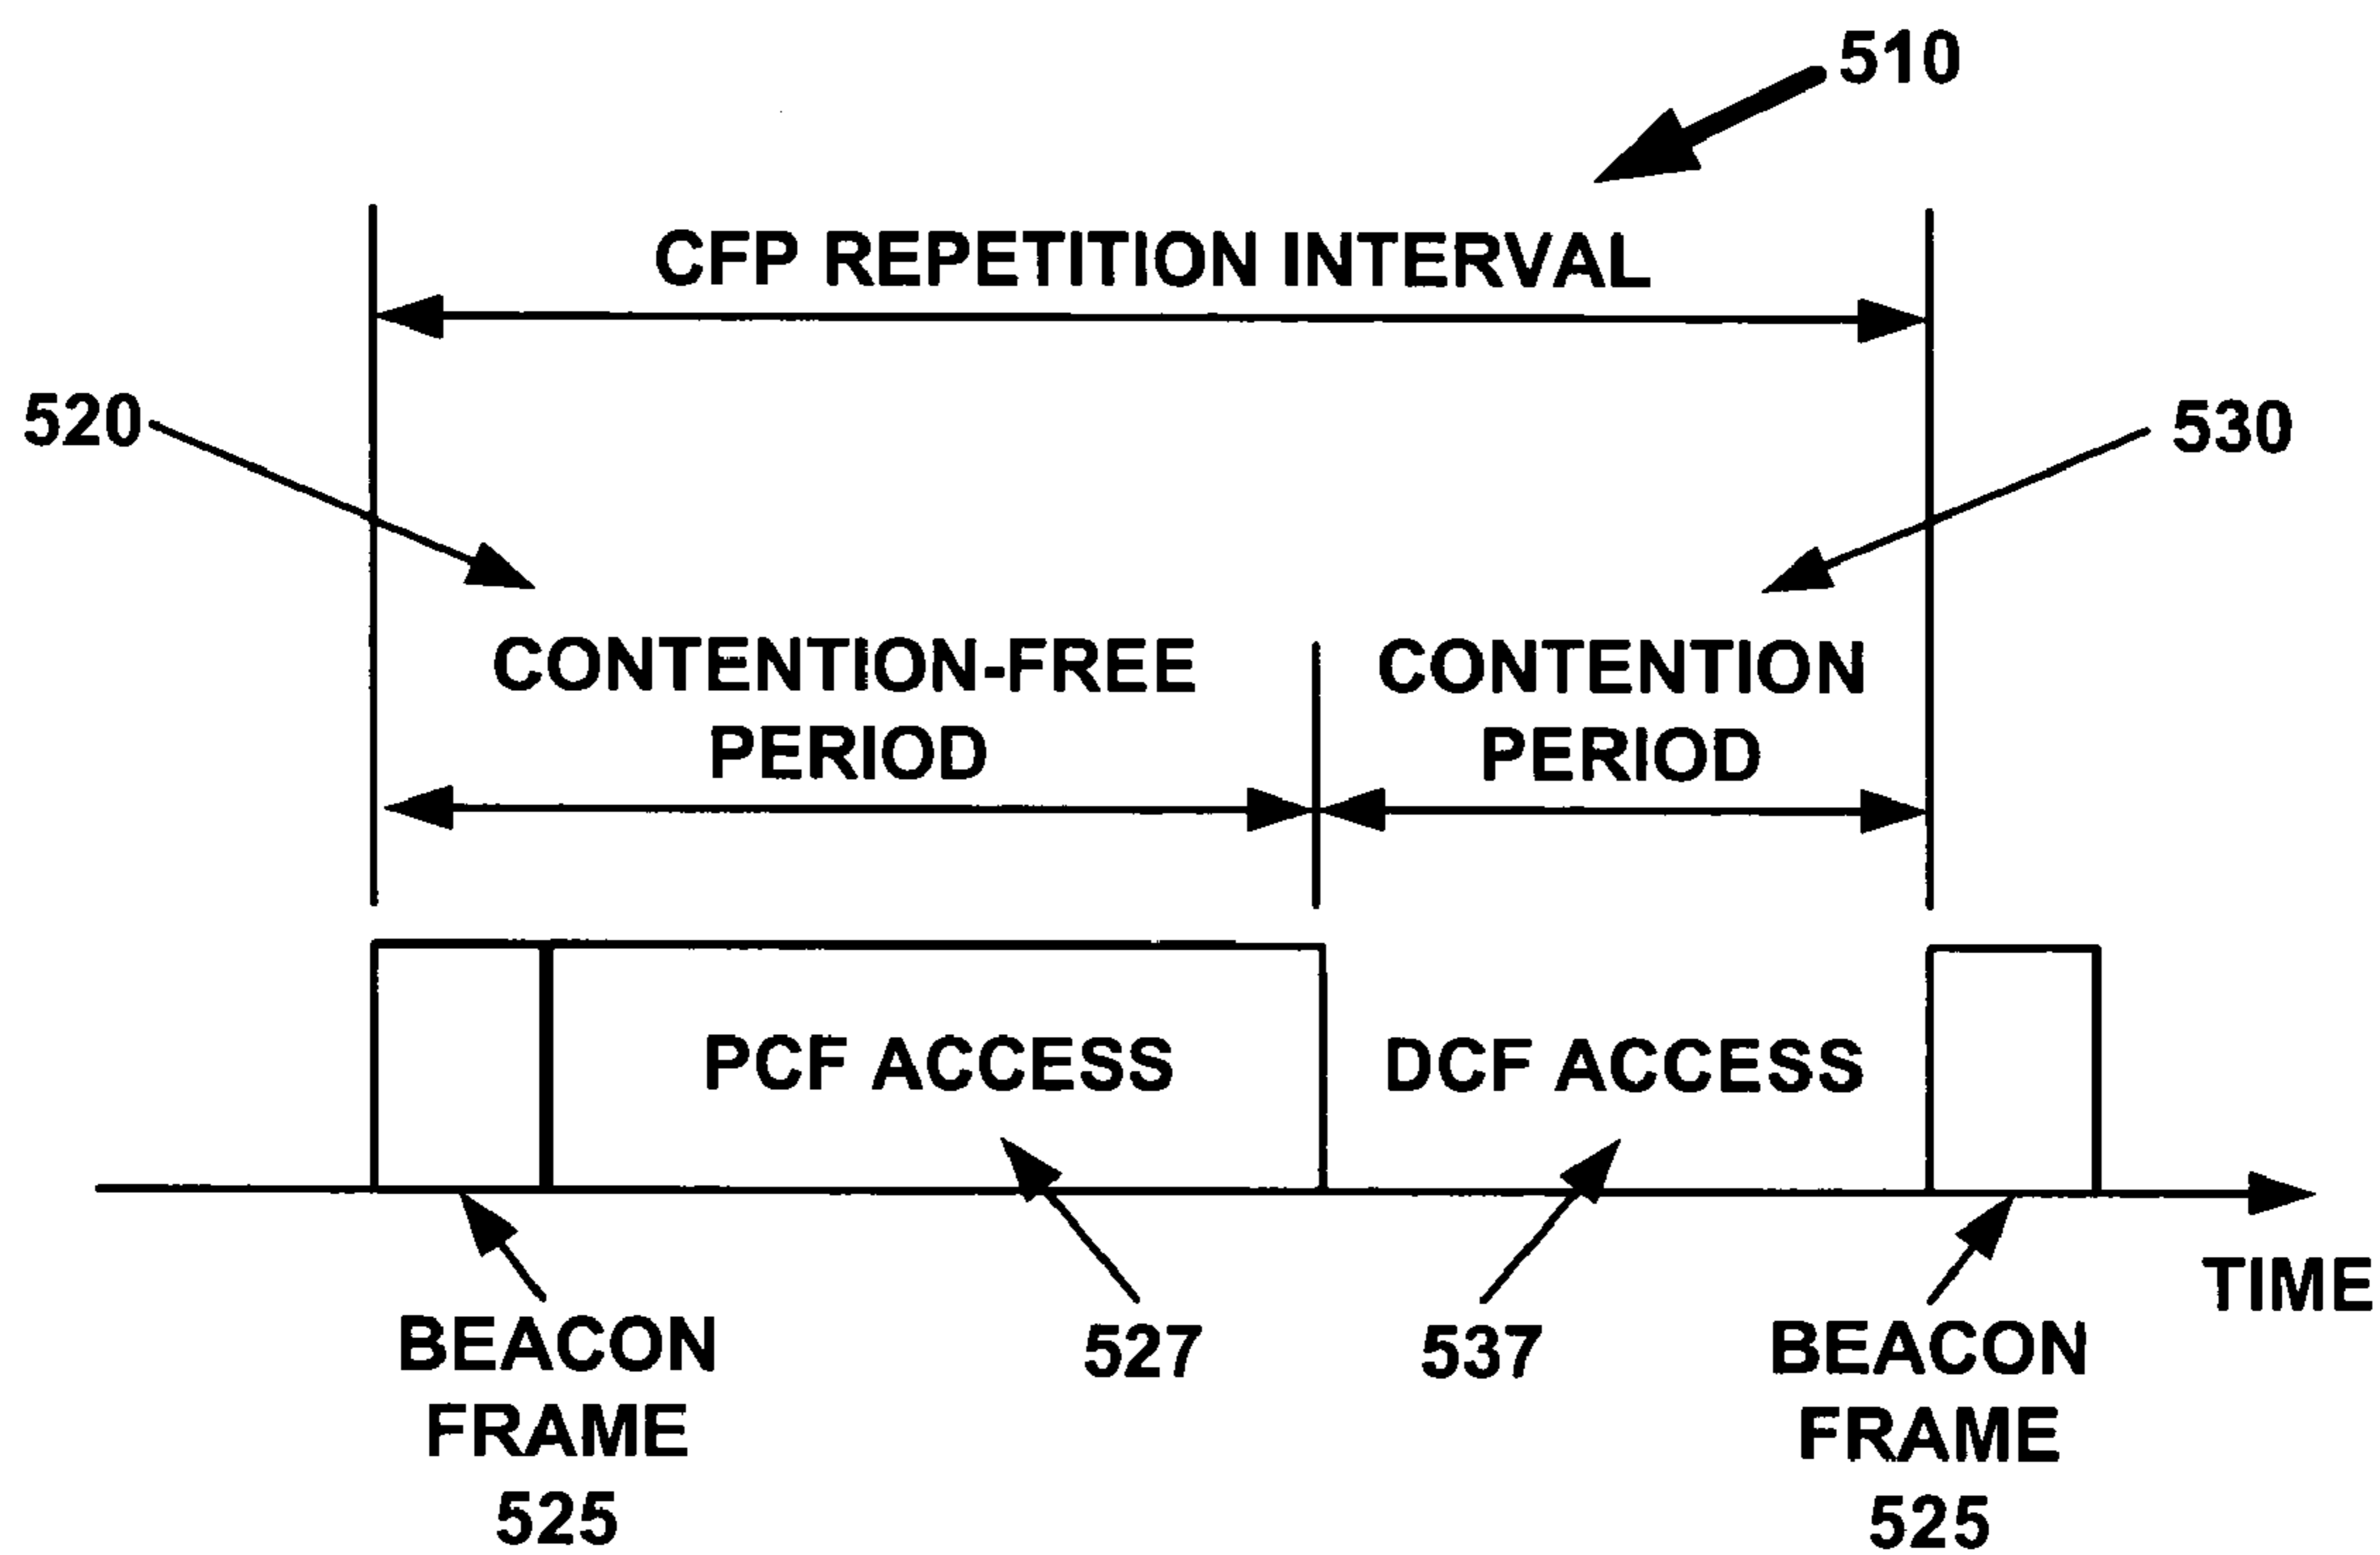 510
CFP REPETITION INTERVAL
520
530
CONTENTION-FREE
PERIOD
CONTENTION
PERIOD
PCF ACCESS
DCF ACCESS
TIME
BEACON
FRAME
525
527
537
BEACON
FRAME
525